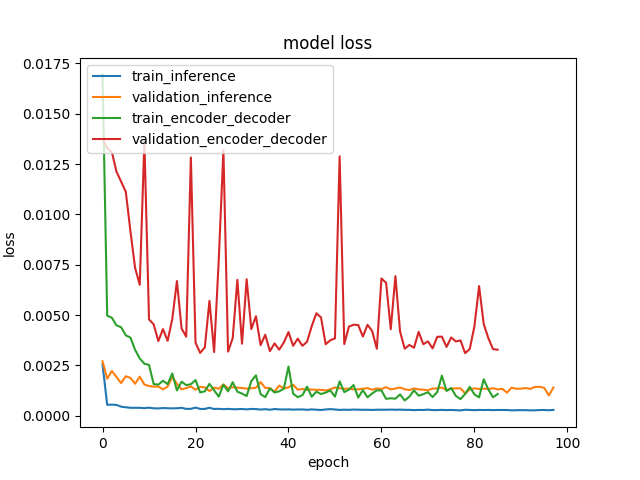 model loss
train_inference
validation_inference
train_encoder_decoder
validation_encoder_decoder
0.0175
0.0150
0.0125
0.0100
0.0075
0.0050
0.0025
0.0000
loss
0 20 40 60 80 100
epoch